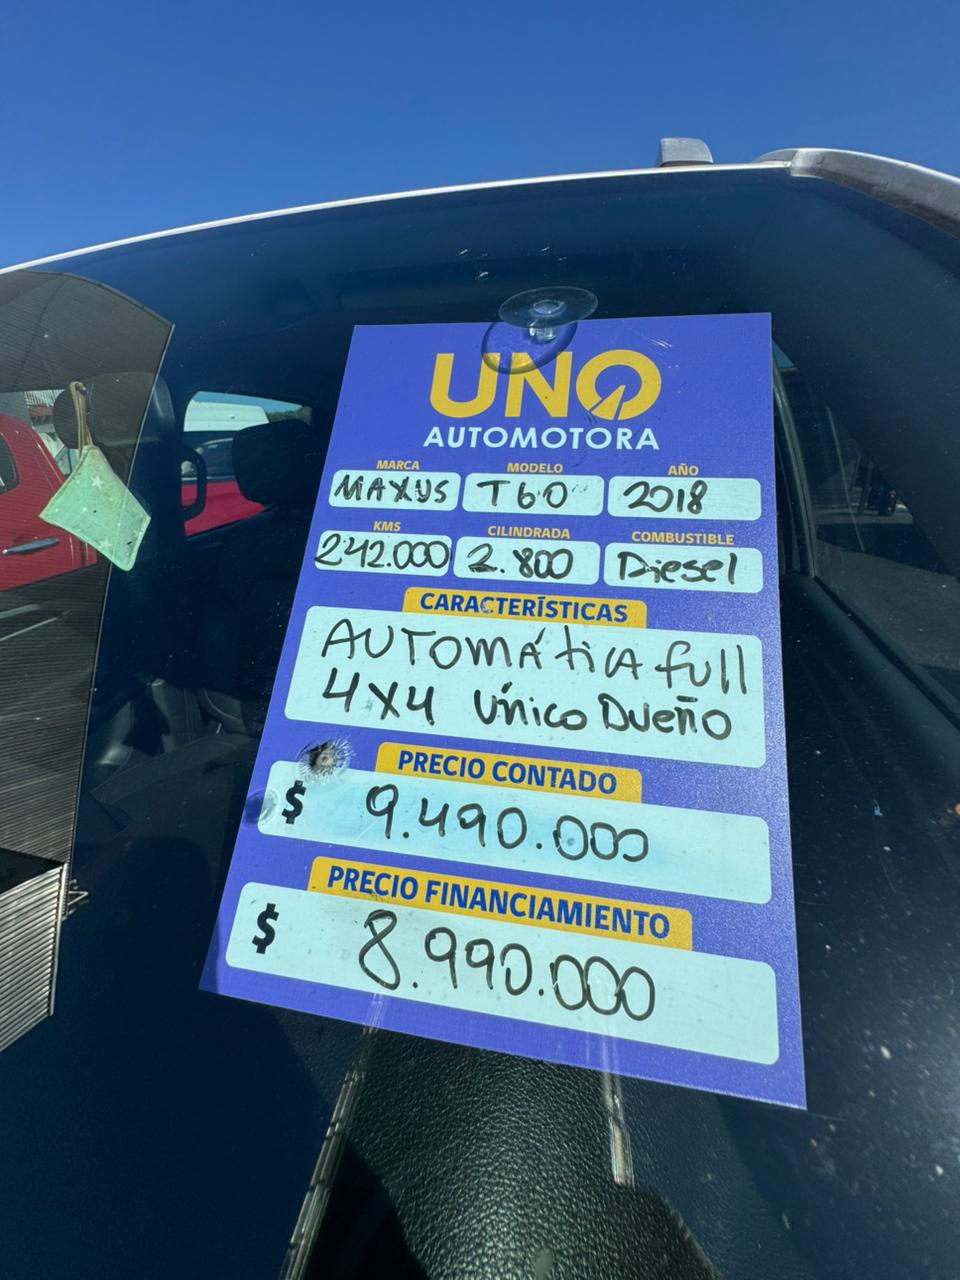 UNO
AUTOMOTORA
MARCA MODELO AÑO
MAXUS T60 2018
KMS CILINDRADA COMBUSTIBLE
242.000 2.800 Diesel
CARACTERÍSTICAS
AUTOMÁTICA full
4X4 Único Dueño
PRECIO CONTADO
$ 9.490.000
PRECIO FINANCIAMIENTO
$ 8.990.000